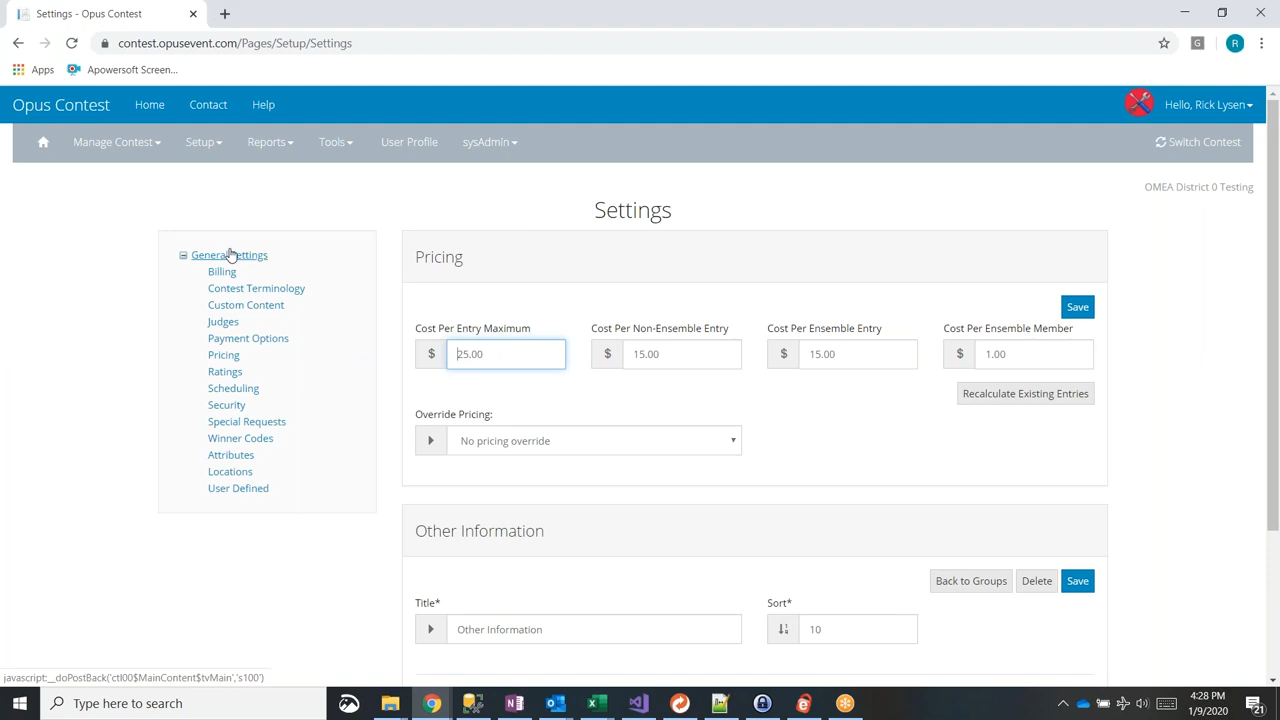 Settings - Opus Contest
contest.opusevent.com/Pages/Setup/Settings
G
R
Apps
Apowersoft Screen...
Opus Contest
Home
Contact
Help
Hello, Rick Lysen
Manage Contest
Setup
Reports
Tools
User Profile
sysAdmin
Switch Contest
OMEA District 0 Testing
Settings
General Settings
Billing
Contest Terminology
Custom Content
Judges
Payment Options
Pricing
Ratings
Scheduling
Security
Special Requests
Winner Codes
Attributes
Locations
User Defined
Pricing
Save
Cost Per Entry Maximum
Cost Per Non-Ensemble Entry
Cost Per Ensemble Entry
Cost Per Ensemble Member
$ 25.00
$ 15.00
$ 15.00
$ 1.00
Recalculate Existing Entries
Override Pricing:
No pricing override
Other Information
Back to Groups
Delete
Save
Title*
Sort*
Other Information
10
javascript:__doPostBack('ctl00$MainContent$tvMain','s100')
Type here to search
4:28 PM
1/9/2020
21